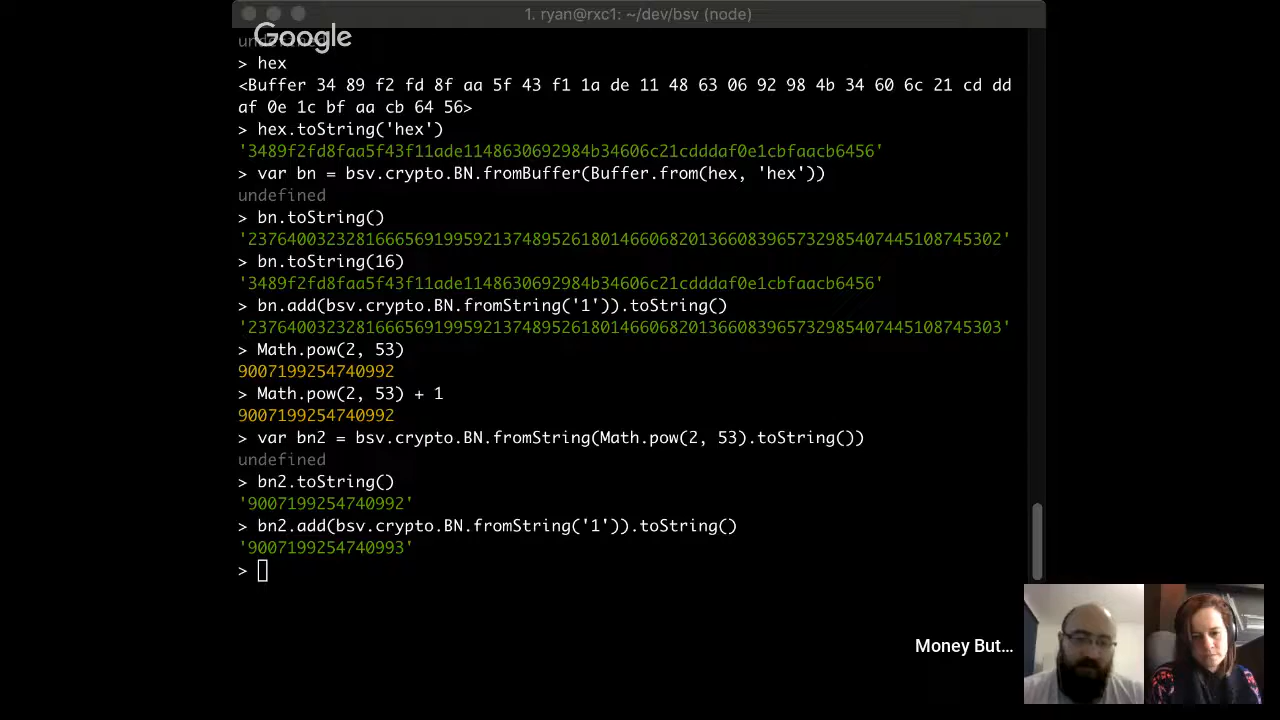 1. ryan@rxc1: ~/dev/bsv (node)
undefined
Google
> hex
<Buffer 34 89 f2 fd 8f aa 5f 43 f1 1a de 11 48 63 06 92 98 4b 34 60 6c 21 cd dd
af 0e 1c bf aa cb 64 56>
> hex.toString('hex')
'3489f2fd8faa5f43f11ade1148630692984b34606c21cdddaf0e1cbfaacb6456'
> var bn = bsv.crypto.BN.fromBuffer(Buffer.from(hex, 'hex'))
undefined
> bn.toString()
'23764003232816665691995921374895261801466068201366083965732985407445108745302'
> bn.toString(16)
'3489f2fd8faa5f43f11ade1148630692984b34606c21cdddaf0e1cbfaacb6456'
> bn.add(bsv.crypto.BN.fromString('1')).toString()
'23764003232816665691995921374895261801466068201366083965732985407445108745303'
> Math.pow(2, 53)
9007199254740992
> Math.pow(2, 53) + 1
9007199254740992
> var bn2 = bsv.crypto.BN.fromString(Math.pow(2, 53).toString())
undefined
> bn2.toString()
'9007199254740992'
> bn2.add(bsv.crypto.BN.fromString('1')).toString()
'9007199254740993'
>
Money But...